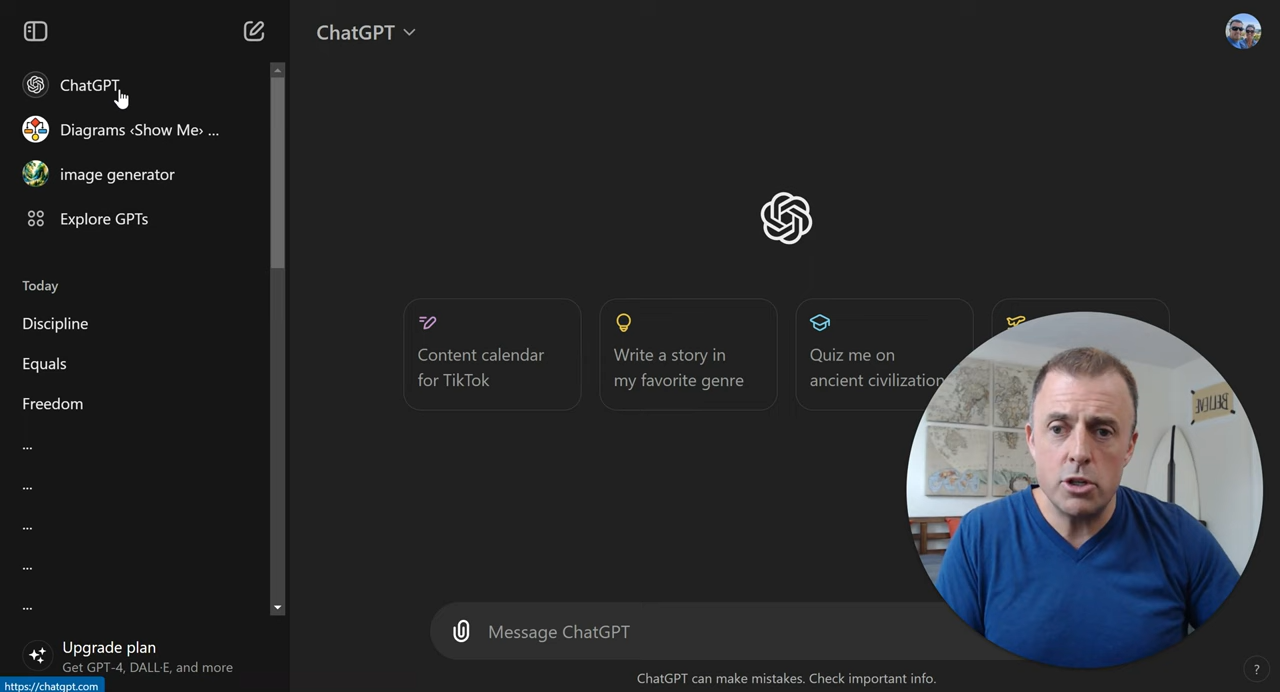 ChatGPT
Diagrams ‹Show Me› ...
image generator
Explore GPTs
Today
Discipline
Equals
Freedom
...
...
...
...
...
Upgrade plan
Get GPT-4, DALL·E, and more
https://chatgpt.com
ChatGPT
Content calendar
for TikTok
Write a story in
my favorite genre
Quiz me on
ancient civilization
BELIEVE
Message ChatGPT
ChatGPT can make mistakes. Check important info.
?